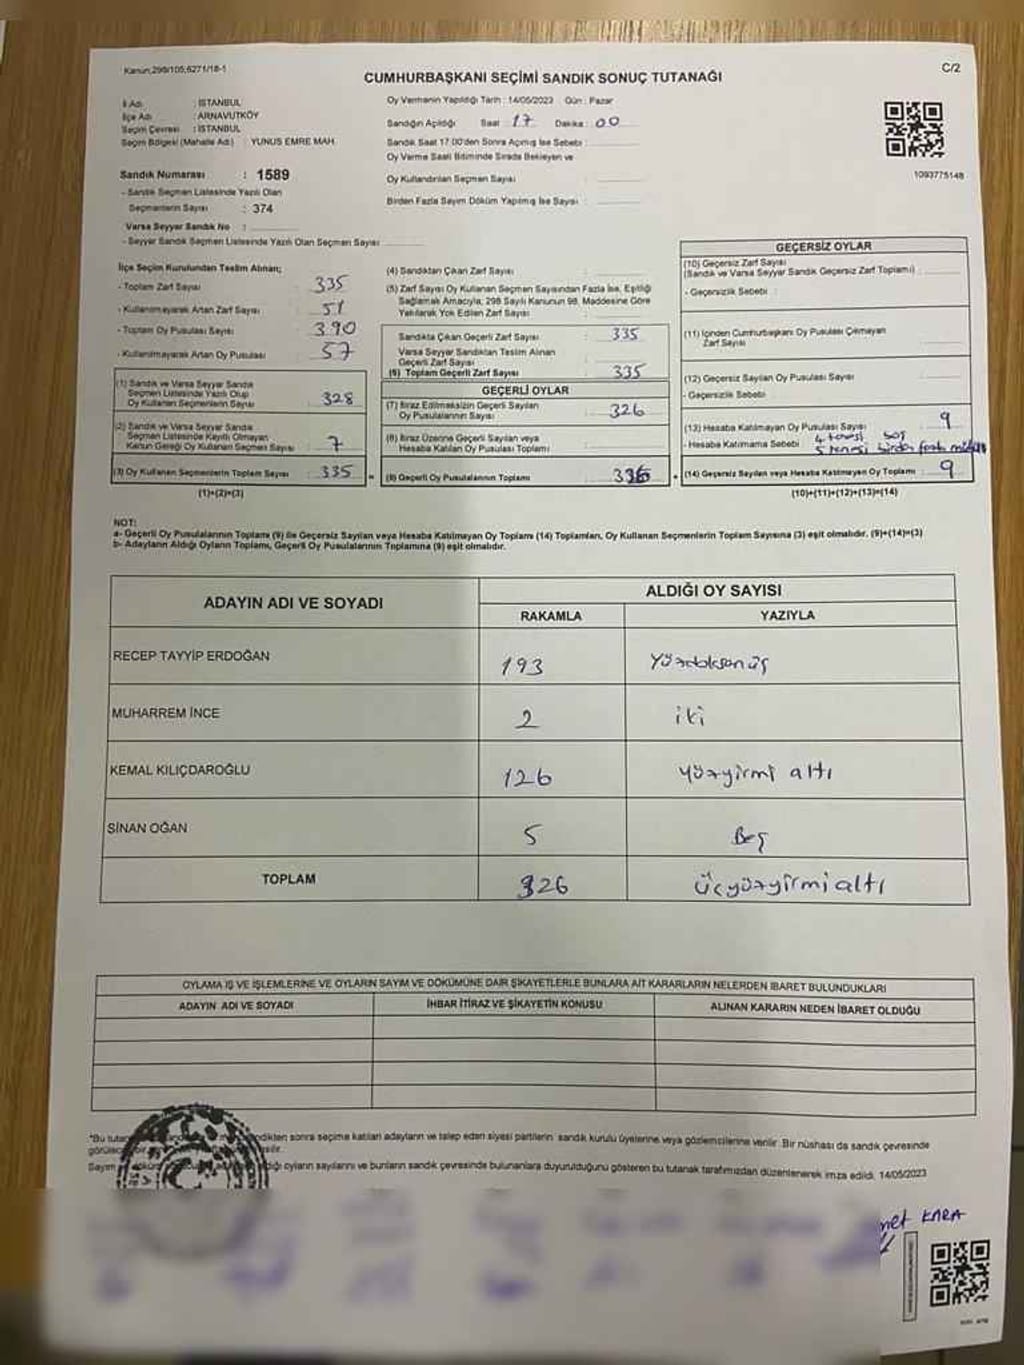 Kanun;298/105;6271/18-1
C/2
CUMHURBAŞKANI SEÇİMİ SANDIK SONUÇ TUTANAĞI
İl Adı : İSTANBUL
İlçe Adı : ARNAVUTKÖY
Seçim Çevresi : İSTANBUL
Seçim Bölgesi (Mahalle Adı) : YUNUS EMRE MAH.
Sandık Numarası : 1589
- Sandık Seçmen Listesinde Yazılı Olan
Seçmenlerin Sayısı : 374
Varsa Seyyar Sandık No :
- Seyyar Sandık Seçmen Listesinde Yazılı Olan Seçmen Sayısı
Oy Vermenin Yapıldığı Tarih : 14/05/2023 Gün : Pazar
Sandığın Açıldığı Saat : 17 Dakika : 00
Sandık Saat 17.00'den Sonra Açılmış İse Sebebi :
Oy Verme Saati Bitiminde Sırada Bekleyen ve
Oy Kullandırılan Seçmen Sayısı :
Birden Fazla Sayım Döküm Yapılmış İse Sayısı :
1093775148
İlçe Seçim Kurulundan Teslim Alınan;
- Toplam Zarf Sayısı : 335
- Kullanılmayarak Artan Zarf Sayısı : 51
- Toplam Oy Pusulası Sayısı : 390
- Kullanılmayarak Artan Oy Pusulası : 57
(1) Sandık ve Varsa Seyyar Sandık
Seçmen Listesinde Yazılı Olup
Oy Kullanan Seçmenlerin Sayısı : 328
(2) Sandık ve Varsa Seyyar Sandık
Seçmen Listesinde Kayıtlı Olmayan
Kanun Gereği Oy Kullanan Seçmen Sayısı : 7
(3) Oy Kullanan Seçmenlerin Toplam Sayısı : 335
(1)+(2)=(3)
(4) Sandıktan Çıkan Zarf Sayısı :
(5) Zarf Sayısı Oy Kullanan Seçmen Sayısından Fazla İse, Eşitliği
Sağlamak Amacıyla, 298 Sayılı Kanunun 98. Maddesine Göre
Yakılarak Yok Edilen Zarf Sayısı :
Sandıkta Çıkan Geçerli Zarf Sayısı : 335
Varsa Seyyar Sandıktan Teslim Alınan
Geçerli Zarf Sayısı :
(6) Toplam Geçerli Zarf Sayısı : 335
GEÇERLİ OYLAR
(7) İtiraz Edilmeksizin Geçerli Sayılan
Oy Pusulalarının Sayısı : 326
(8) İtiraz Üzerine Geçerli Sayılan veya
Hesaba Katılan Oy Pusulası Toplamı :
(9) Geçerli Oy Pusulalarının Toplamı :
GEÇERSİZ OYLAR
(10) Geçersiz Zarf Sayısı
(Sandık ve Varsa Seyyar Sandık Geçersiz Zarf Toplamı) :
- Geçersizlik Sebebi :
(11) İçinden Cumhurbaşkanı Oy Pusulası Çıkmayan
Zarf Sayısı :
(12) Geçersiz Sayılan Oy Pusulası Sayısı :
- Geçersizlik Sebebi :
(13) Hesaba Katılmayan Oy Pusulası Sayısı : 9
- Hesaba Katılmama Sebebi : 4 tanesi boş
5 tanesi birden fazla
(14) Geçersiz Sayılan veya Hesaba Katılmayan Oy Toplamı : 9
(10)+(11)+(12)+(13)=(14)
NOT:
a- Geçerli Oy Pusulalarının Toplamı (9) ile Geçersiz Sayılan veya Hesaba Katılmayan Oy Toplamı (14) Toplamları, Oy Kullanan Seçmenlerin Toplam Sayısına (3) eşit olmalıdır. (9)+(14)=(3)
b- Adayların Aldığı Oyların Toplamı, Geçerli Oy Pusulalarının Toplamına (9) eşit olmalıdır.
ADAYIN ADI VE SOYADI
ALDIĞI OY SAYISI
RAKAMLA YAZIYLA
RECEP TAYYİP ERDOĞAN 193 Yüzdoksanüç
MUHARREM İNCE 2 iki
KEMAL KILIÇDAROĞLU 126 yüzyirmi altı
SİNAN OĞAN 5 Beş
TOPLAM 326 Üçyüzyirmialtı
OYLAMA İŞ VE İŞLEMLERİNE VE OYLARIN SAYIM VE DÖKÜMÜNE DAİR ŞİKAYETLERLE BUNLARA AİT KARARLARIN NELERDEN İBARET BULUNDUKLARI
ADAYIN ADI VE SOYADI İHBAR İTİRAZ VE ŞİKAYETİN KONUSU ALINAN KARARIN NEDEN İBARET OLDUĞU
*Bu sonra seçime katılan adayların ve talep eden siyasi partilerin sandık kurulu üyelerine veya gözlemcilerine verilir. Bir nüshası da sandık çevresinde
Sayım oyların sayılarını ve bunların sandık çevresinde bulunanlara duyurulduğunu gösteren bu tutanak tarafımızdan düzenlenerek imza edildi. 14/05/2023
KARA